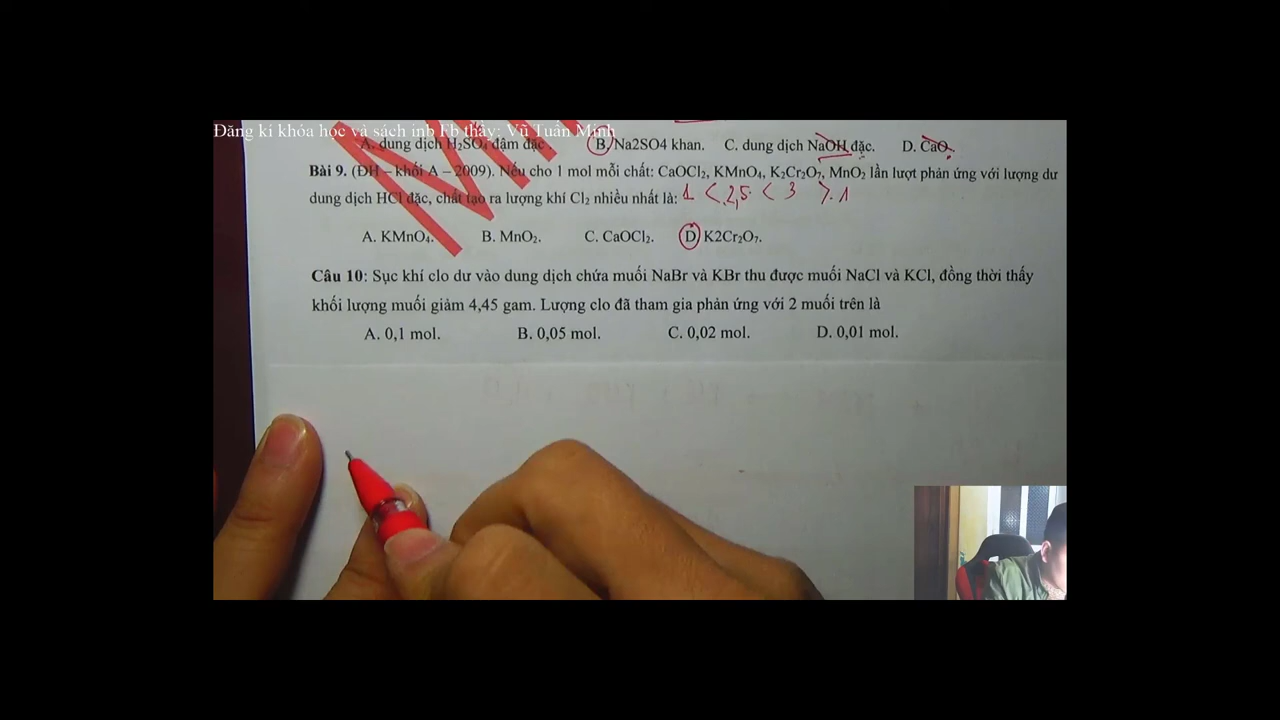 Đăng kí khóa học và sách inb Fb thầy: Vũ Tuấn Minh
A. dung dịch H₂SO₄ đậm đặc. B. Na2SO4 khan. C. dung dịch NaOH đặc. D. CaO.
Bài 9. (ĐH – khối A – 2009). Nếu cho 1 mol mỗi chất: CaOCl₂, KMnO₄, K₂Cr₂O₇, MnO₂ lần lượt phản ứng với lượng dư
dung dịch HCl đặc, chất tạo ra lượng khí Cl₂ nhiều nhất là: 1 < 2,5 < 3 > 1
A. KMnO₄. B. MnO₂. C. CaOCl₂. D. K2Cr₂O₇.
Câu 10: Sục khí clo dư vào dung dịch chứa muối NaBr và KBr thu được muối NaCl và KCl, đồng thời thấy
khối lượng muối giảm 4,45 gam. Lượng clo đã tham gia phản ứng với 2 muối trên là
A. 0,1 mol. B. 0,05 mol. C. 0,02 mol. D. 0,01 mol.